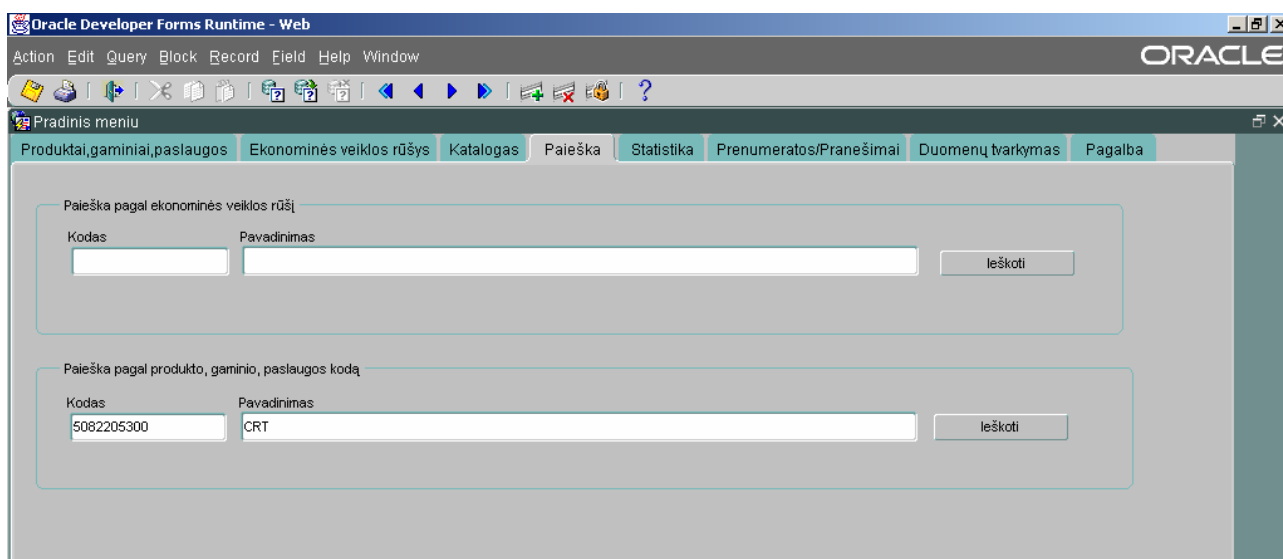 Oracle Developer Forms Runtime - Web
Action Edit Query Block Record Field Help Window
ORACLE
Pradinis meniu
Produktai,gaminiai,paslaugos Ekonominės veiklos rūšys Katalogas Paieška Statistika Prenumeratos/Pranešimai Duomenų tvarkymas Pagalba
Paieška pagal ekonominės veiklos rūšį
Kodas Pavadinimas
Ieškoti
Paieška pagal produkto, gaminio, paslaugos kodą
Kodas Pavadinimas
5082205300 CRT Ieškoti